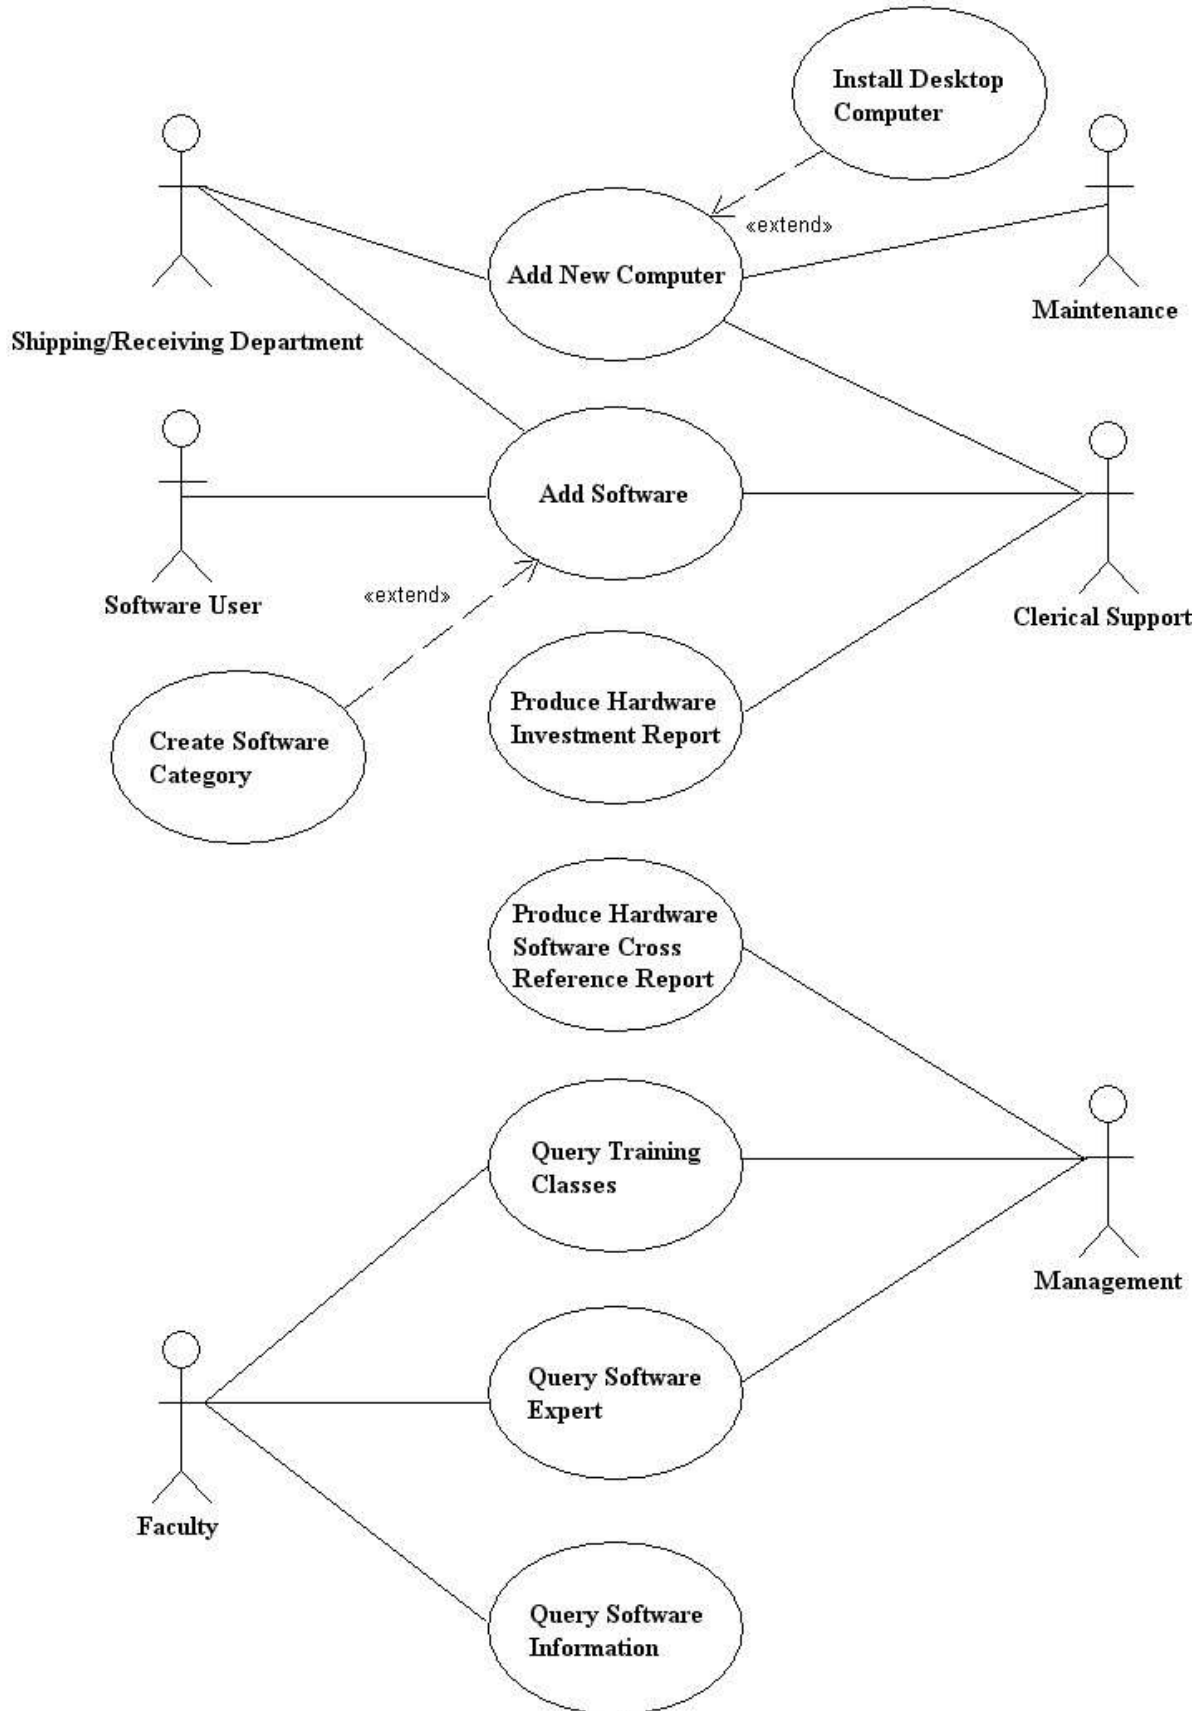 Install Desktop
Computer
«extend»
Add New Computer
Maintenance
Shipping/Receiving Department
Add Software
Software User
«extend»
Clerical Support
Produce Hardware
Investment Report
Create Software
Category
Produce Hardware
Software Cross
Reference Report
Query Training
Classes
Management
Query Software
Expert
Faculty
Query Software
Information